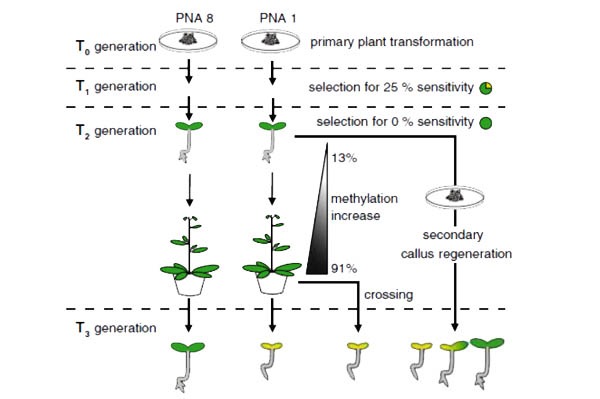 PNA 8 PNA 1
T0 generation primary plant transformation
T1 generation selection for 25 % sensitivity
T2 generation selection for 0 % sensitivity
13%
methylation
increase
secondary
callus regeneration
91%
crossing
T3 generation